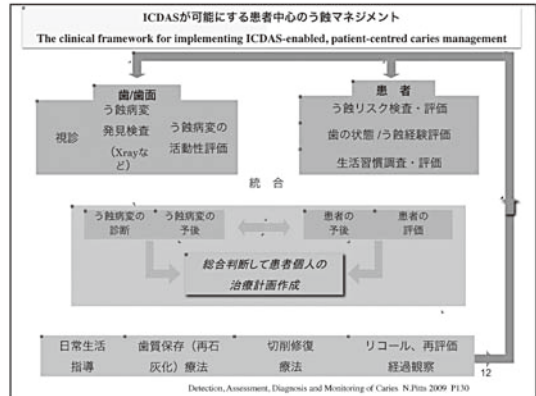 ICDASが可能にする患者中心のう蝕マネジメント
The clinical framework for implementing ICDAS-enabled, patient-centred caries management
歯/歯面
視診
う蝕病変
発見検査
（Xrayな
ど）
う蝕病変の
活動性評価
患 者
う蝕リスク検査・評価
歯の状態 /う蝕経験評価
生活習慣調査・評価
統 合
う蝕病変の
診断
う蝕病変の
予後
患者の
予後
患者の
評価
総合判断して患者個人の
治療計画作成
日常生活
指導
歯質保存（再石
灰化）療法
切削修復
療法
リコール、再評価
経過観察
12
Detection, Assessment, Diagnosis and Monitoring of Caries N.Pitts 2009 P130